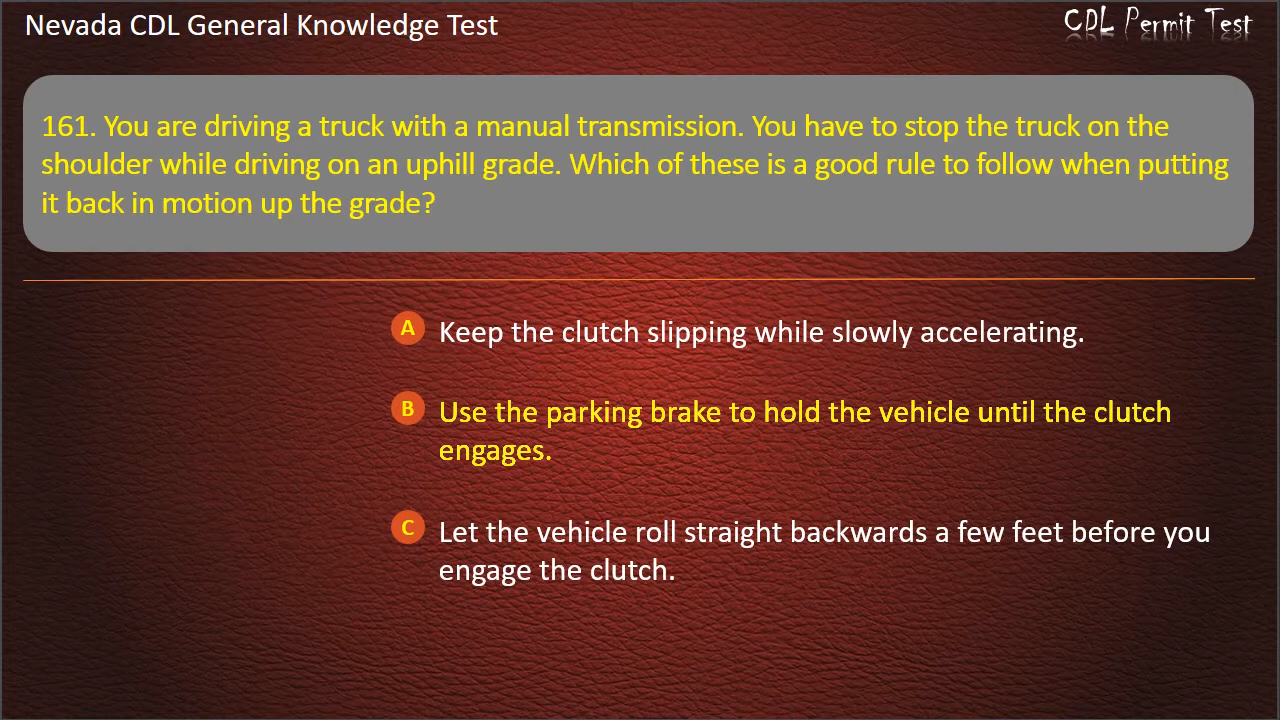 Nevada CDL General Knowledge Test
CDL Permit Test
161. You are driving a truck with a manual transmission. You have to stop the truck on the
shoulder while driving on an uphill grade. Which of these is a good rule to follow when putting
it back in motion up the grade?
A Keep the clutch slipping while slowly accelerating.
B Use the parking brake to hold the vehicle until the clutch
engages.
C Let the vehicle roll straight backwards a few feet before you
engage the clutch.